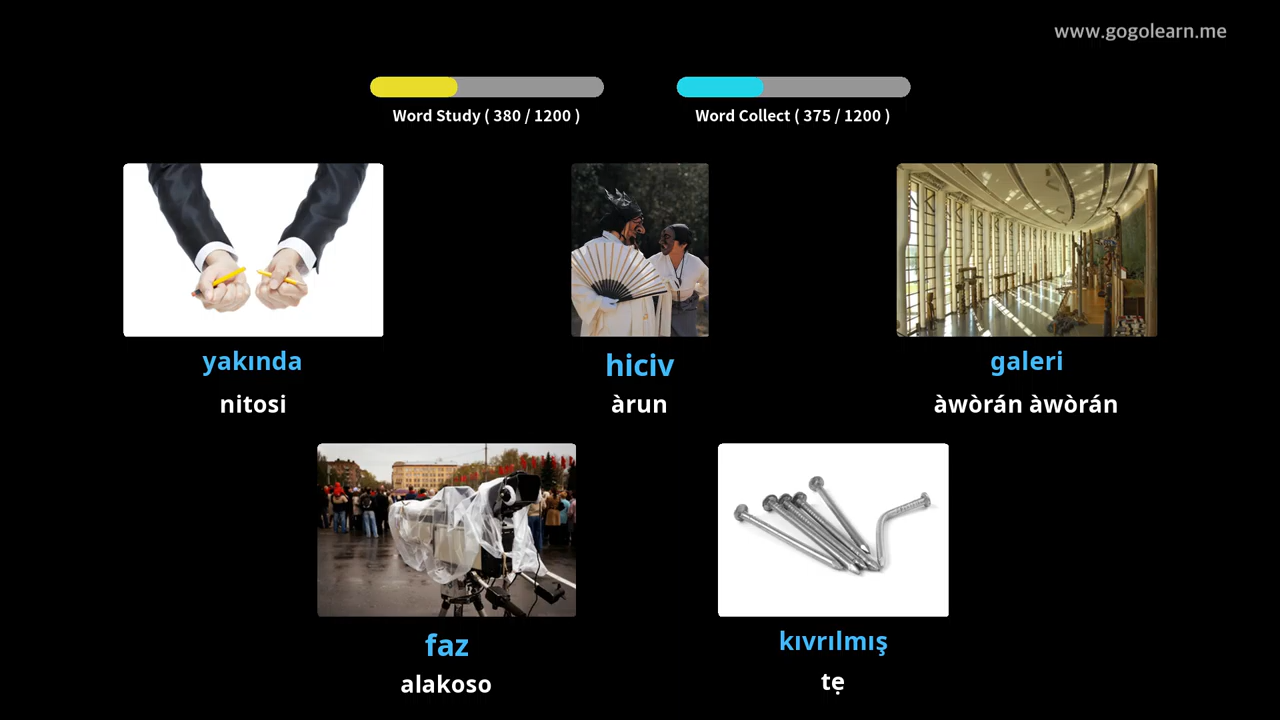 www.gogolearn.me
Word Study ( 380 / 1200 )
Word Collect ( 375 / 1200 )
yakında
nitosi
hiciv
àrun
galeri
àwòrán àwòrán
faz
alakoso
kıvrılmış
tẹ